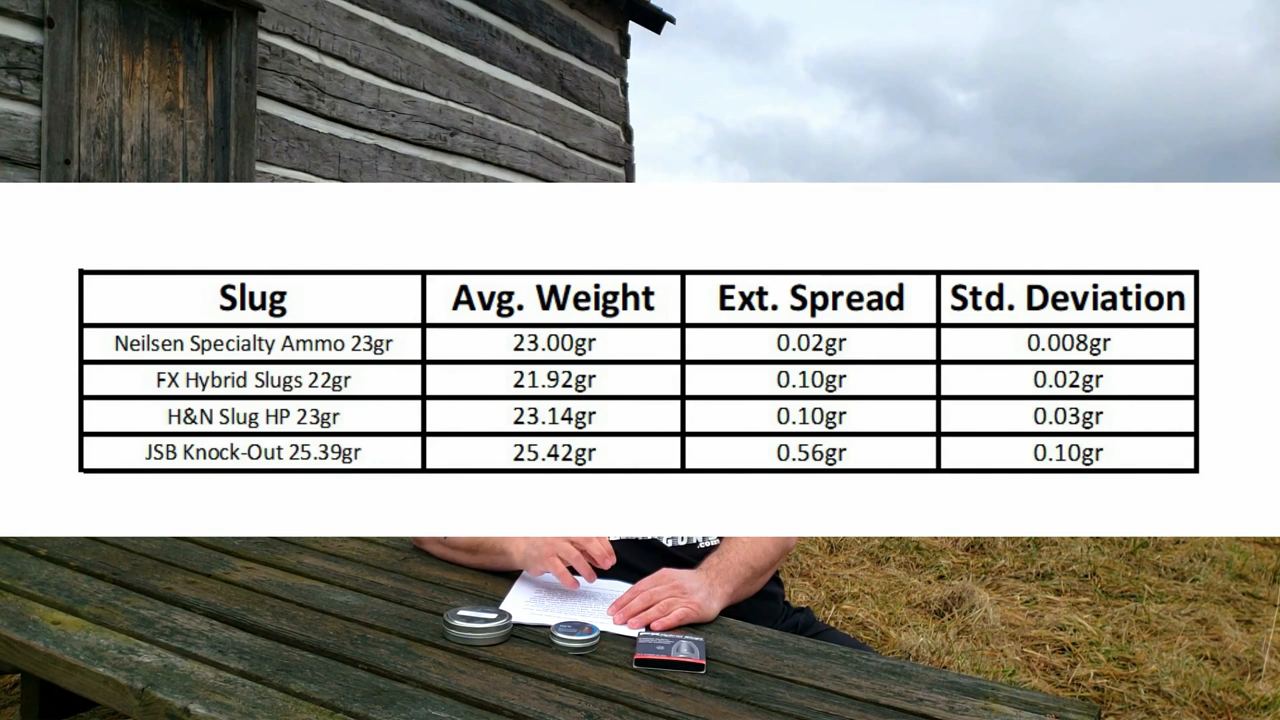 Slug Avg. Weight Ext. Spread Std. Deviation
Neilsen Specialty Ammo 23gr 23.00gr 0.02gr 0.008gr
FX Hybrid Slugs 22gr 21.92gr 0.10gr 0.02gr
H&N Slug HP 23gr 23.14gr 0.10gr 0.03gr
JSB Knock-Out 25.39gr 25.42gr 0.56gr 0.10gr
.com